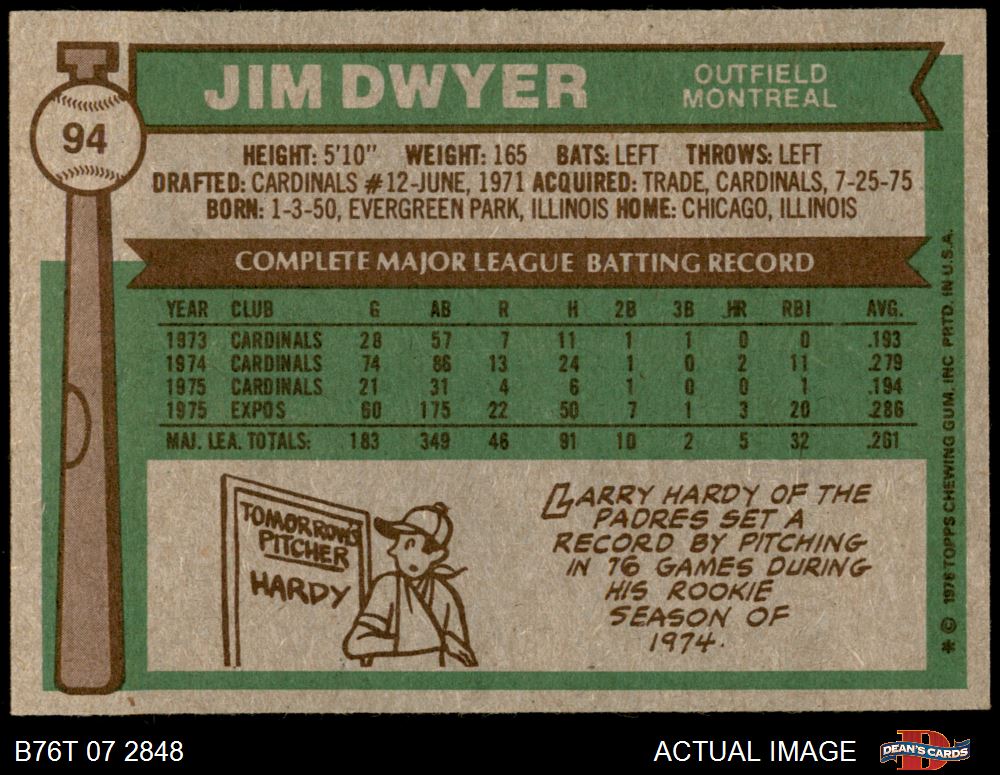 JIM DWYER
OUTFIELD
MONTREAL
94
HEIGHT: 5'10" WEIGHT: 165 BATS: LEFT THROWS: LEFT
DRAFTED: CARDINALS #12-JUNE, 1971 ACQUIRED: TRADE, CARDINALS, 7-25-75
BORN: 1-3-50, EVERGREEN PARK, ILLINOIS HOME: CHICAGO, ILLINOIS
COMPLETE MAJOR LEAGUE BATTING RECORD
YEAR CLUB G AB R H 2B 3B HR RBI AVG.
1973 CARDINALS 28 57 7 11 1 1 0 0 .193
1974 CARDINALS 74 86 13 24 1 0 2 11 .279
1975 CARDINALS 21 31 4 6 1 0 0 1 .194
1975 EXPOS 60 175 22 50 7 1 3 20 .286
MAJ. LEA. TOTALS: 183 349 46 91 10 2 5 32 .261
TOMORROW'S
PITCHER
HARDY
LARRY HARDY OF THE
PADRES SET A
RECORD BY PITCHING
IN 76 GAMES DURING
HIS ROOKIE
SEASON OF
1974.
* © 1976 TOPPS CHEWING GUM, INC. PRTD. IN U.S.A.
B76T 07 2848
ACTUAL IMAGE
DEAN'S CARDS